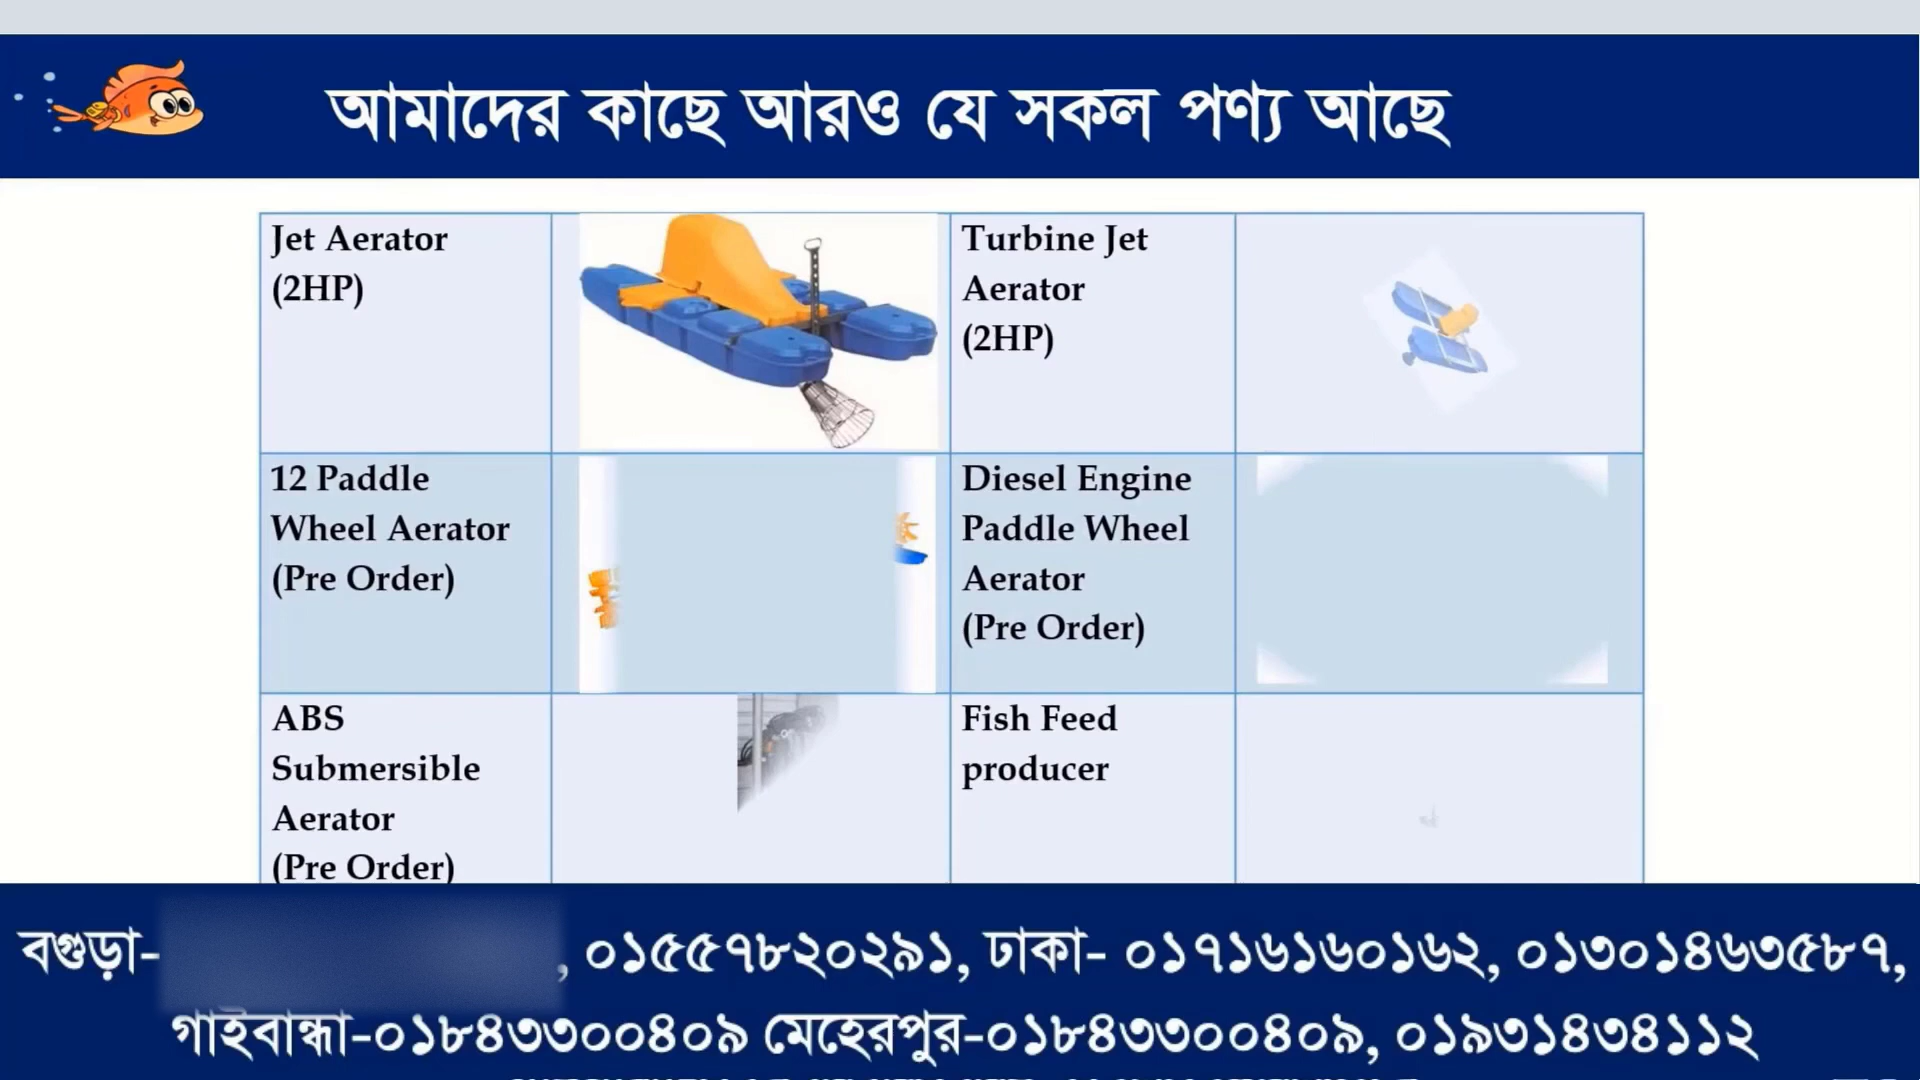 আমাদের কাছে আরও যে সকল পণ্য আছে
Jet Aerator
(2HP)
Turbine Jet
Aerator
(2HP)
12 Paddle
Wheel Aerator
(Pre Order)
Diesel Engine
Paddle Wheel
Aerator
(Pre Order)
ABS
Submersible
Aerator
(Pre Order)
Fish Feed
producer
বগুড়া- , ০১৫৫৭৮২০২৯১, ঢাকা- ০১৭১৬১৬০১৬২, ০১৩০১৪৬৩৫৮৭,
গাইবান্ধা-০১৮৪৩৩০০৪০৯ মেহেরপুর-০১৮৪৩৩০০৪০৯, ০১৯৩১৪৩৪১১২